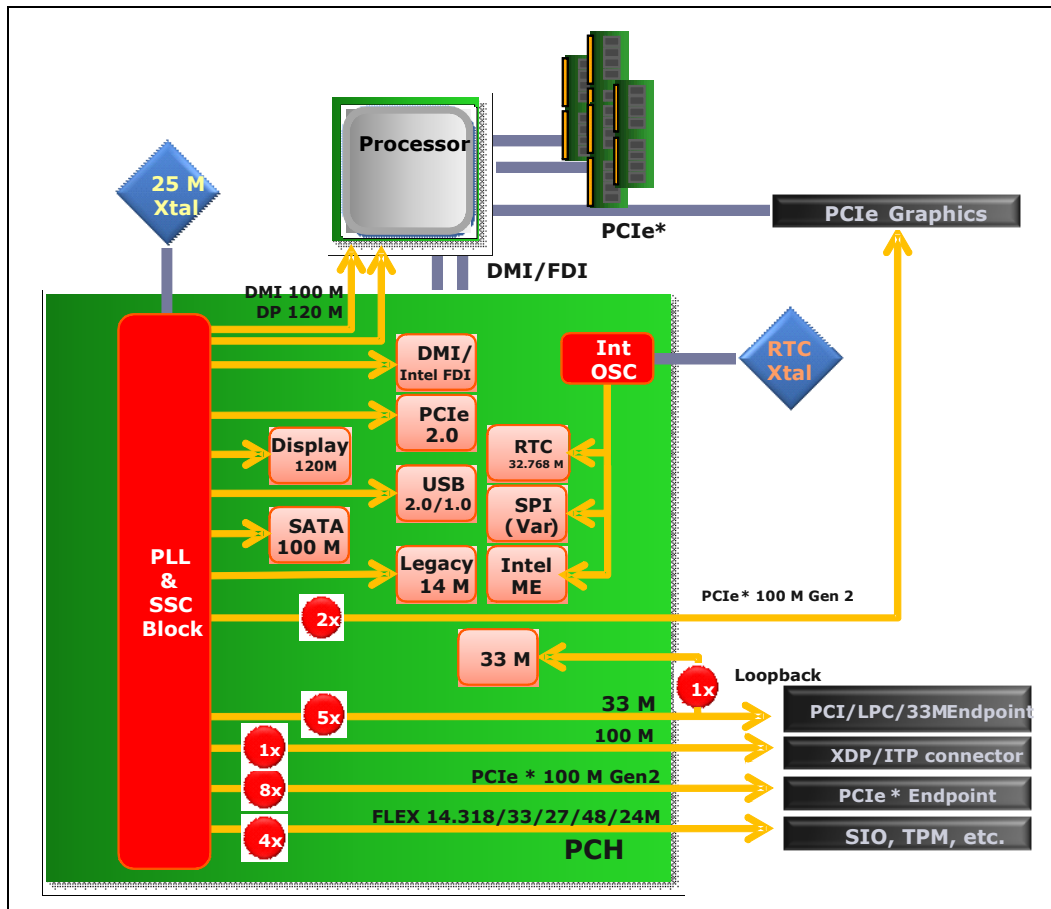 Processor
25 M
Xtal
PCIe Graphics
PCIe*
DMI/FDI
DMI 100 M
DP 120 M
DMI/
Intel FDI
Int
OSC
RTC
Xtal
PCIe
2.0
Display
120M
RTC
32.768 M
USB
2.0/1.0
SPI
(Var)
SATA
100 M
Legacy
14 M
Intel
ME
PLL
&
SSC
Block
PCIe* 100 M Gen 2
2x
33 M
Loopback
1x
5x
33 M
PCI/LPC/33MEndpoint
1x
100 M
XDP/ITP connector
8x
PCIe * 100 M Gen2
PCIe* Endpoint
4x
FLEX 14.318/33/27/48/24M
SIO, TPM, etc.
PCH